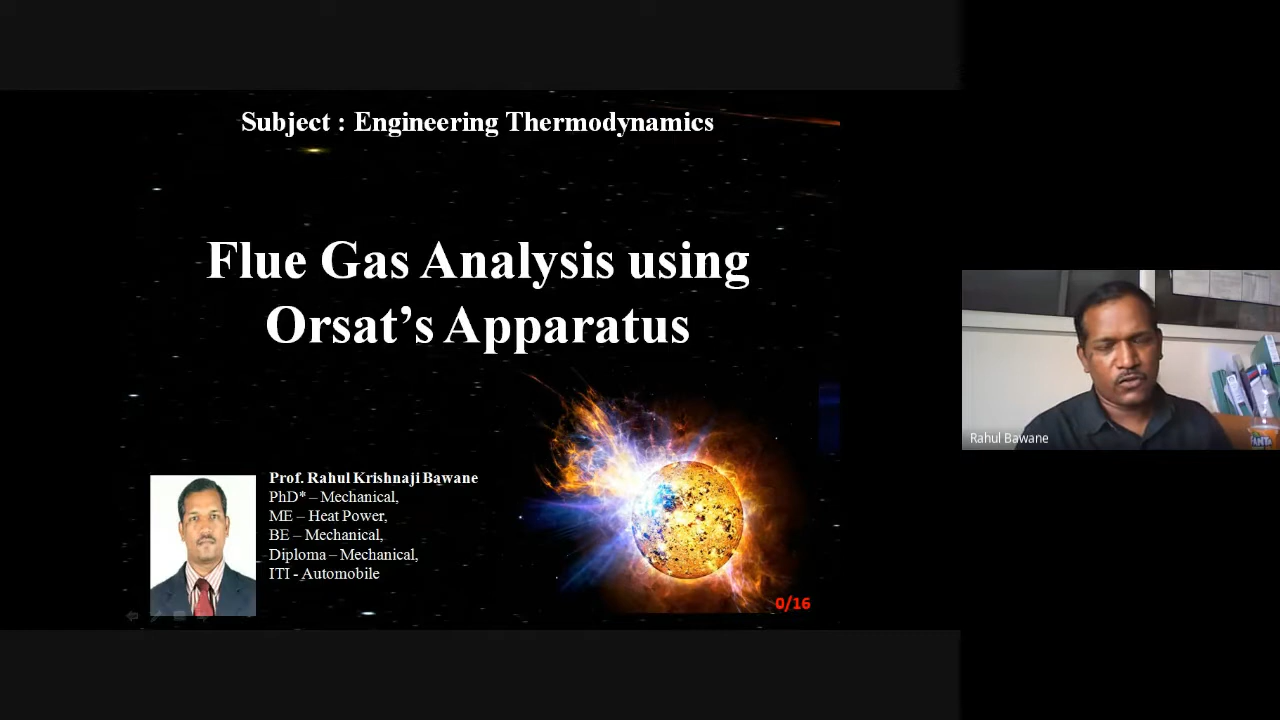 Subject : Engineering Thermodynamics
Flue Gas Analysis using
Orsat’s Apparatus
Prof. Rahul Krishnaji Bawane
PhD* – Mechanical,
ME – Heat Power,
BE – Mechanical,
Diploma – Mechanical,
ITI - Automobile
0/16
Rahul Bawane
FANTA